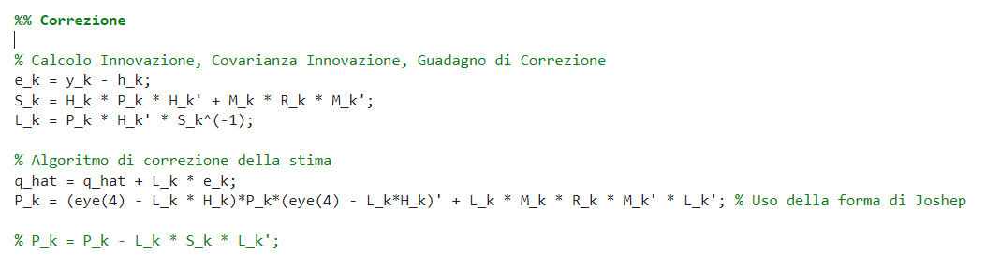 %% Correzione
% Calcolo Innovazione, Covarianza Innovazione, Guadagno di Correzione
e_k = y_k - h_k;
S_k = H_k * P_k * H_k' + M_k * R_k * M_k';
L_k = P_k * H_k' * S_k^(-1);
% Algoritmo di correzione della stima
q_hat = q_hat + L_k * e_k;
P_k = (eye(4) - L_k * H_k)*P_k*(eye(4) - L_k*H_k)' + L_k * M_k * R_k * M_k' * L_k'; % Uso della forma di Joshep
% P_k = P_k - L_k * S_k * L_k';